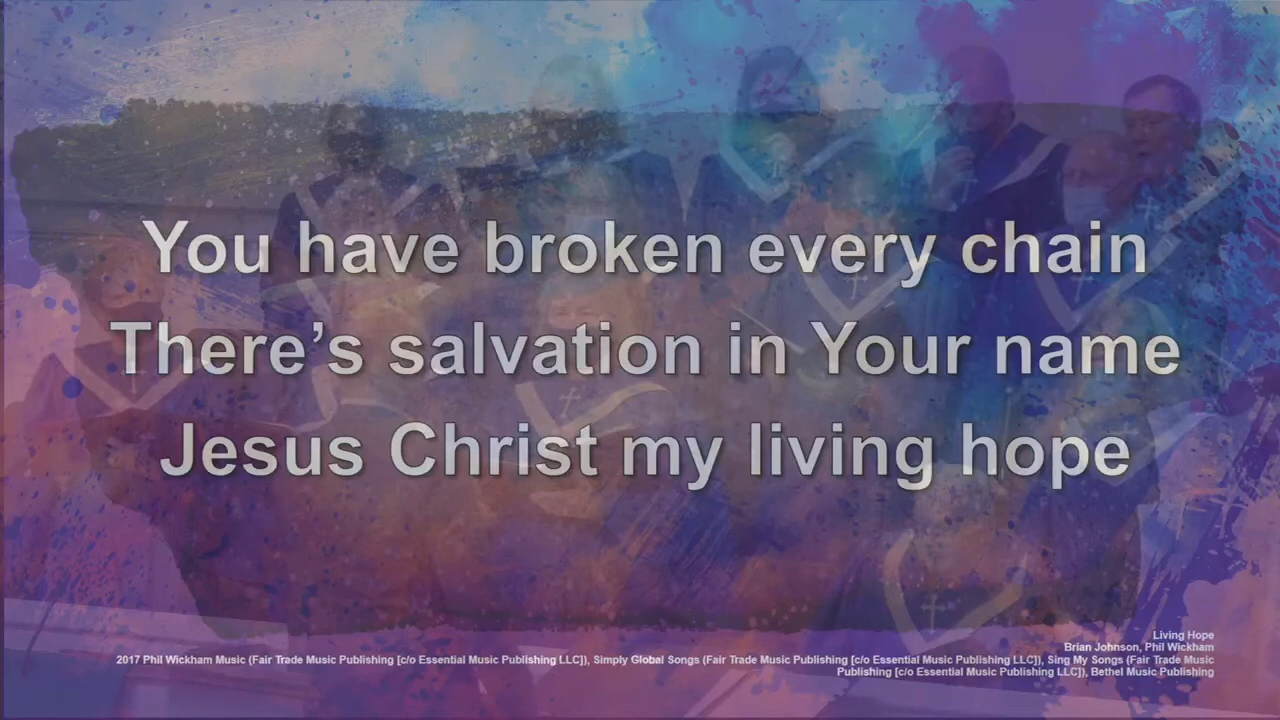 You have broken every chain
There’s salvation in Your name
Jesus Christ my living hope
Living Hope
Brian Johnson, Phil Wickham
2017 Phil Wickham Music (Fair Trade Music Publishing [c/o Essential Music Publishing LLC]), Simply Global Songs (Fair Trade Music Publishing [c/o Essential Music Publishing LLC]), Sing My Songs (Fair Trade Music
Publishing [c/o Essential Music Publishing LLC]), Bethel Music Publishing